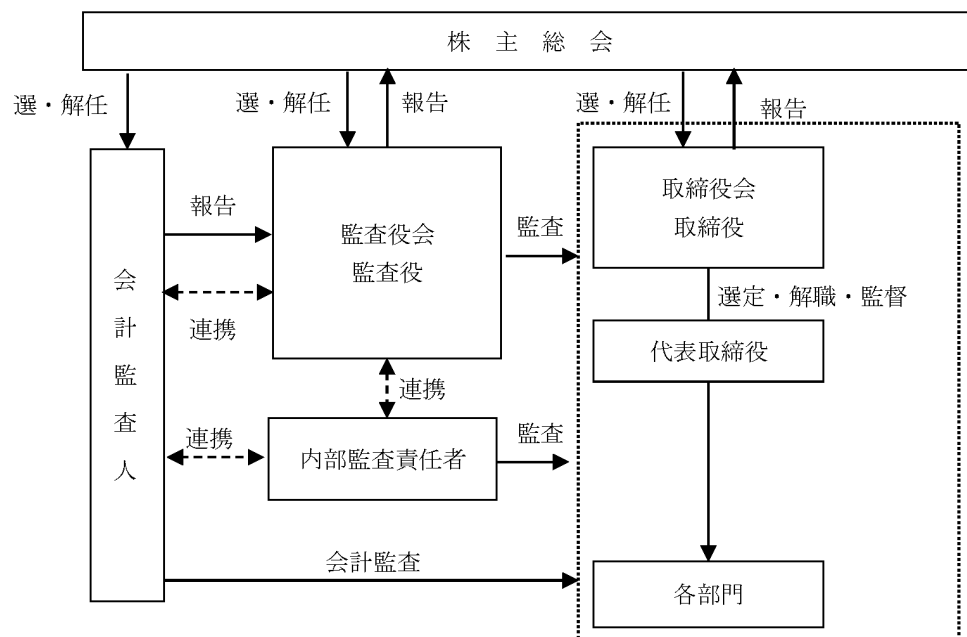 株 主 総 会
選・解任
選・解任
報告
選・解任
報告
報告
監査役会
監査役
監査
取締役会
取締役
会
計
監
査
人
連携
選定・解職・監督
代表取締役
連携
連携
内部監査責任者
監査
会計監査
各部門